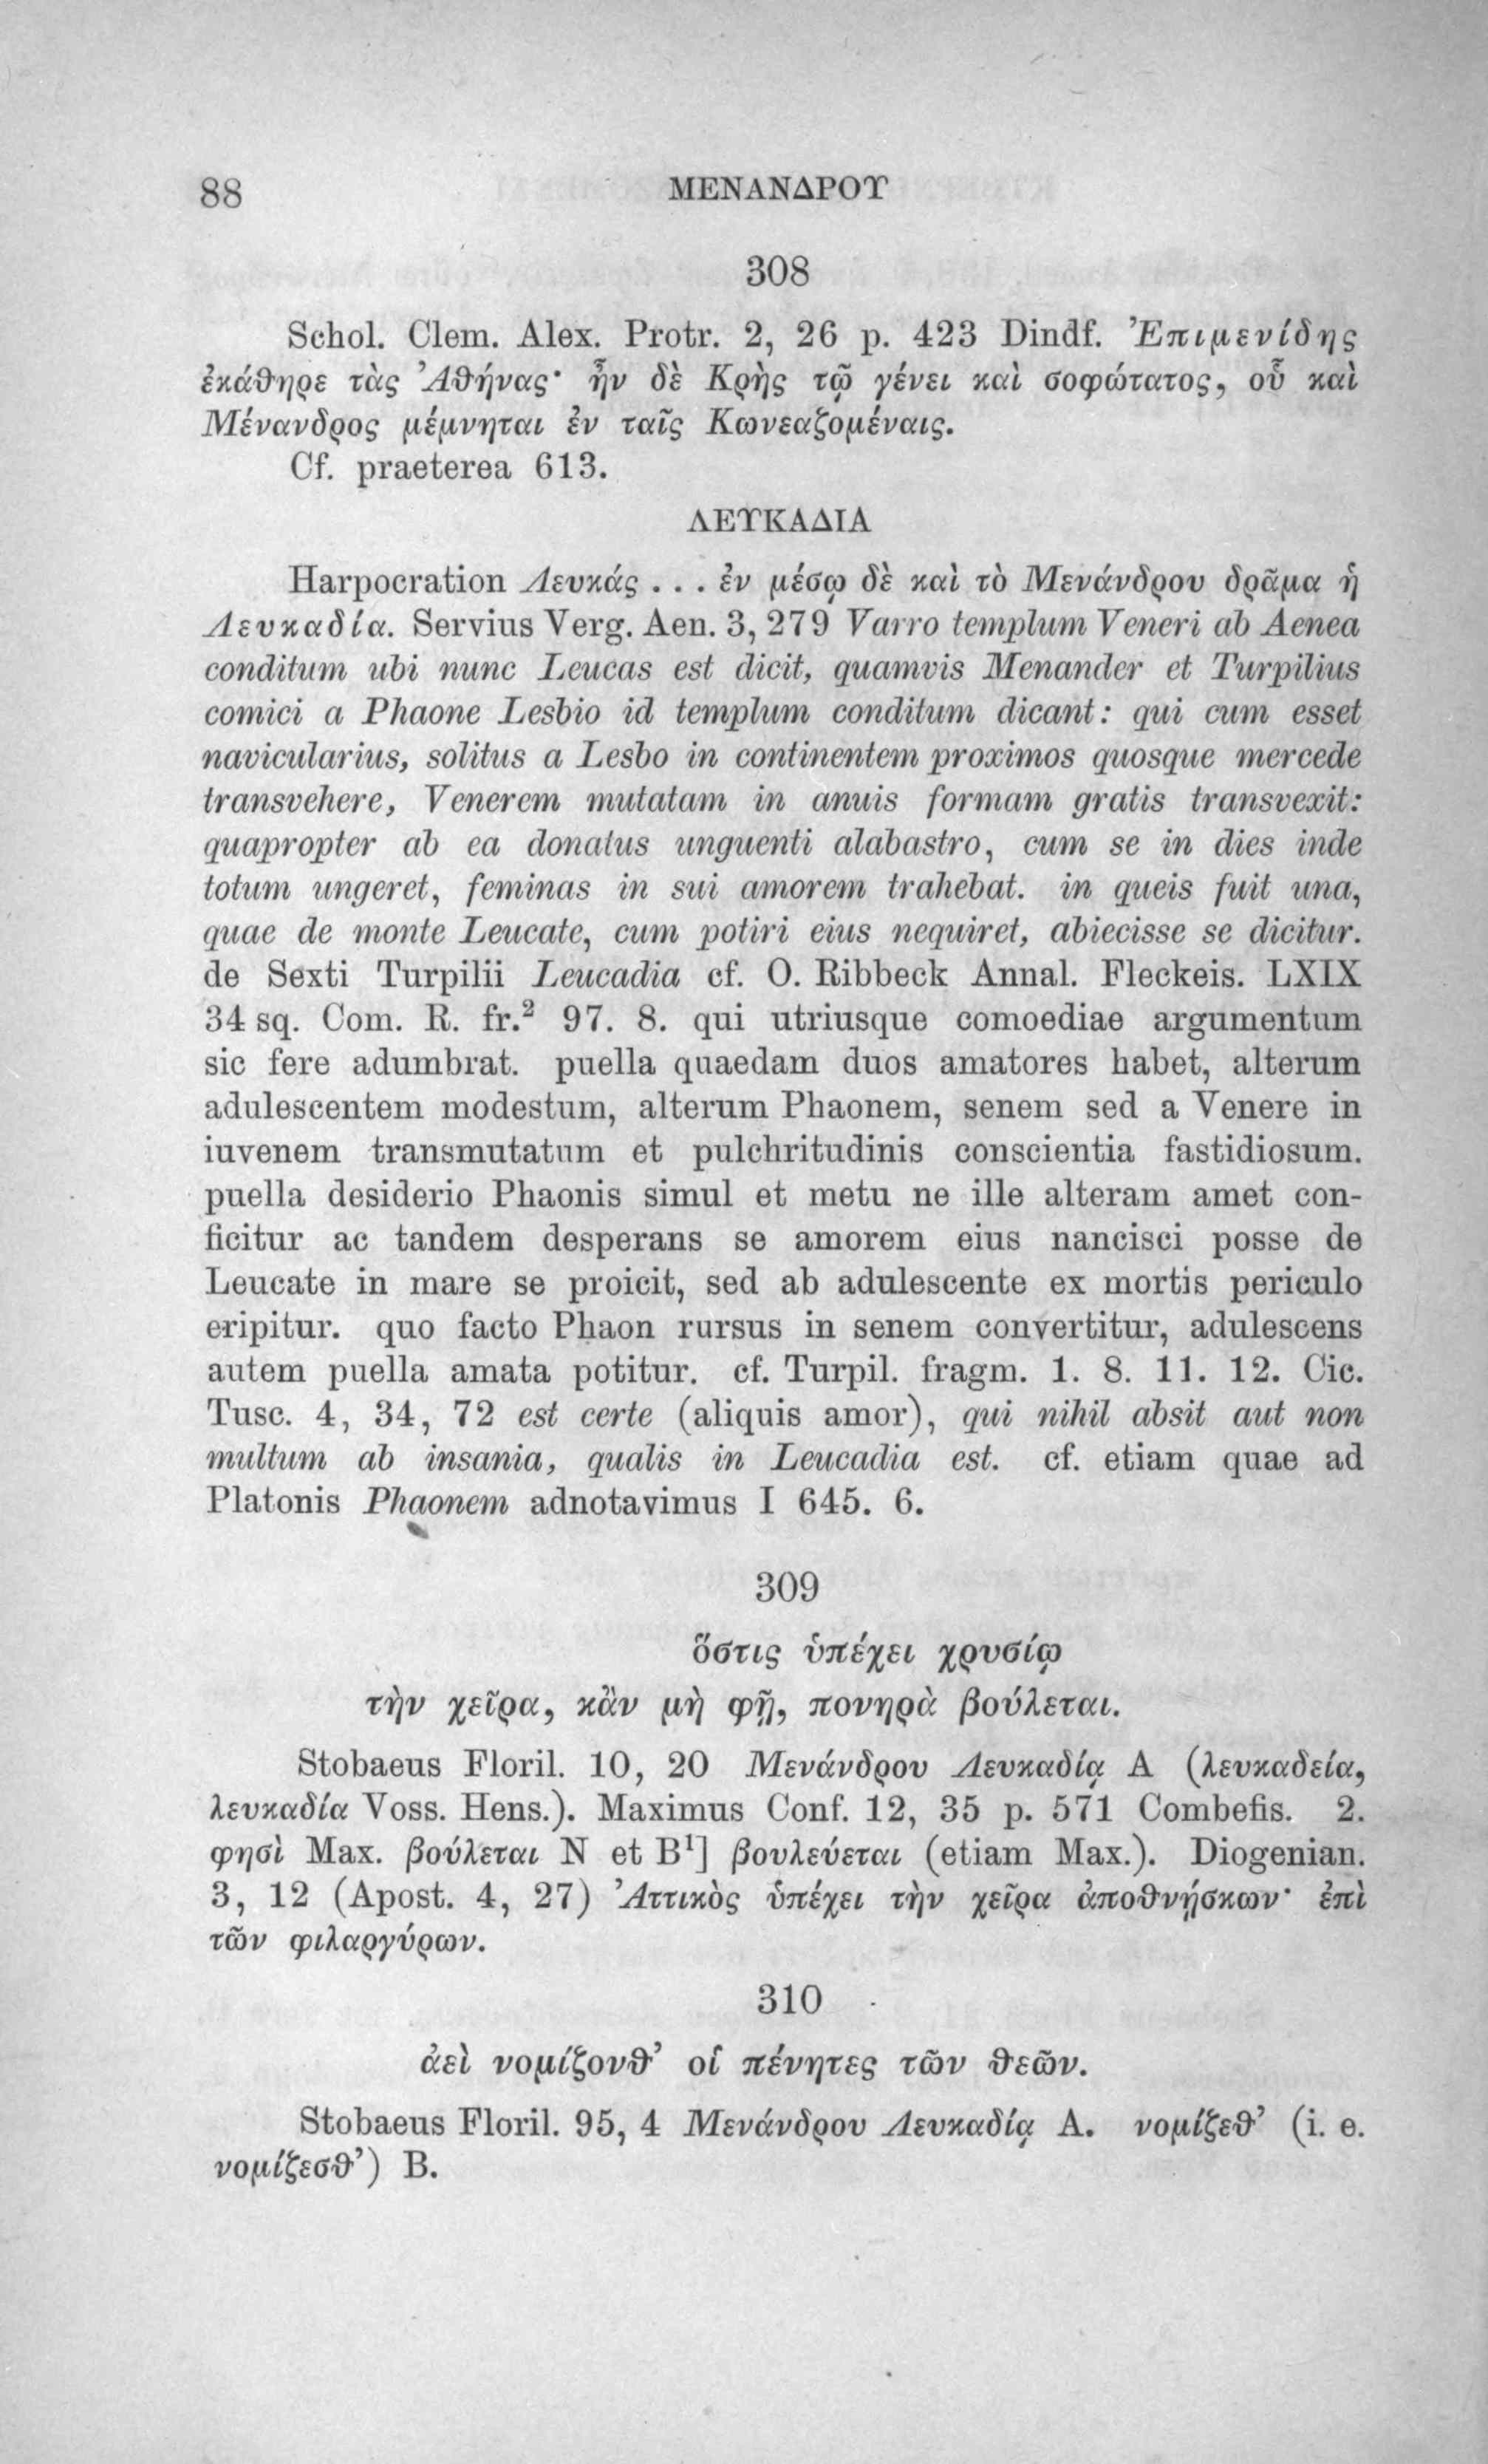 88 ΜΕΝΑΝΔΡΟΥ
308
Schol. Clem. Alex. Protr. 2, 26 p. 423 Dindf. Ἐπιμενίδης
ἐκάθηρε τὰς Ἀθήνας· ἦν δὲ Κρὴς τῷ γένει καὶ σοφώτατος, οὗ καὶ
Μένανδρος μέμνηται ἐν ταῖς Κωνεαζομέναις.
Cf. praeterea 613.
ΛΕΥΚΑΔΙΑ
Harpocration Λευκάς . . . ἐν μέσῳ δὲ καὶ τὸ Μενάνδρου δρᾶμα ἡ
Λευκαδία. Servius Verg. Aen. 3, 279 Varro templum Veneri ab Aenea
conditum ubi nunc Leucas est dicit, quamvis Menander et Turpilius
comici a Phaone Lesbio id templum conditum dicant: qui cum esset
navicularius, solitus a Lesbo in continentem proximos quosque mercede
transvehere, Venerem mutatam in anuis formam gratis transvexit:
quapropter ab ea donatus unguenti alabastro, cum se in dies inde
totum ungeret, feminas in sui amorem trahebat. in queis fuit una,
quae de monte Leucate, cum potiri eius nequiret, abiecisse se dicitur.
de Sexti Turpilii Leucadia cf. O. Ribbeck Annal. Fleckeis. LXIX
34 sq. Com. R. fr.² 97. 8. qui utriusque comoediae argumentum
sic fere adumbrat. puella quaedam duos amatores habet, alterum
adulescentem modestum, alterum Phaonem, senem sed a Venere in
iuvenem transmutatum et pulchritudinis conscientia fastidiosum.
puella desiderio Phaonis simul et metu ne ille alteram amet con-
ficitur ac tandem desperans se amorem eius nancisci posse de
Leucate in mare se proicit, sed ab adulescente ex mortis periculo
eripitur. quo facto Phaon rursus in senem convertitur, adulescens
autem puella amata potitur. cf. Turpil. fragm. 1. 8. 11. 12. Cic.
Tusc. 4, 34, 72 est certe (aliquis amor), qui nihil absit aut non
multum ab insania, qualis in Leucadia est. cf. etiam quae ad
Platonis Phaonem adnotavimus I 645. 6.
309
ὅστις ὑπέχει χρυσίῳ
τὴν χεῖρα, κἂν μὴ φῇ, πονηρὰ βούλεται.
Stobaeus Floril. 10, 20 Μενάνδρου Λευκαδίᾳ A (λευκαδεία,
λευκαδία Voss. Hens.). Maximus Conf. 12, 35 p. 571 Combefis. 2.
φησὶ Max. βούλεται N et B¹] βουλεύεται (etiam Max.). Diogenian.
3, 12 (Apost. 4, 27) Ἀττικὸς ὑπέχει τὴν χεῖρα ἀποθνῄσκων· ἐπὶ
τῶν φιλαργύρων.
310
ἀεὶ νομίζονθ’ οἱ πένητες τῶν θεῶν.
Stobaeus Floril. 95, 4 Μενάνδρου Λευκαδίᾳ A. νομίζεθ’ (i. e.
νομίζεσθ’) B.